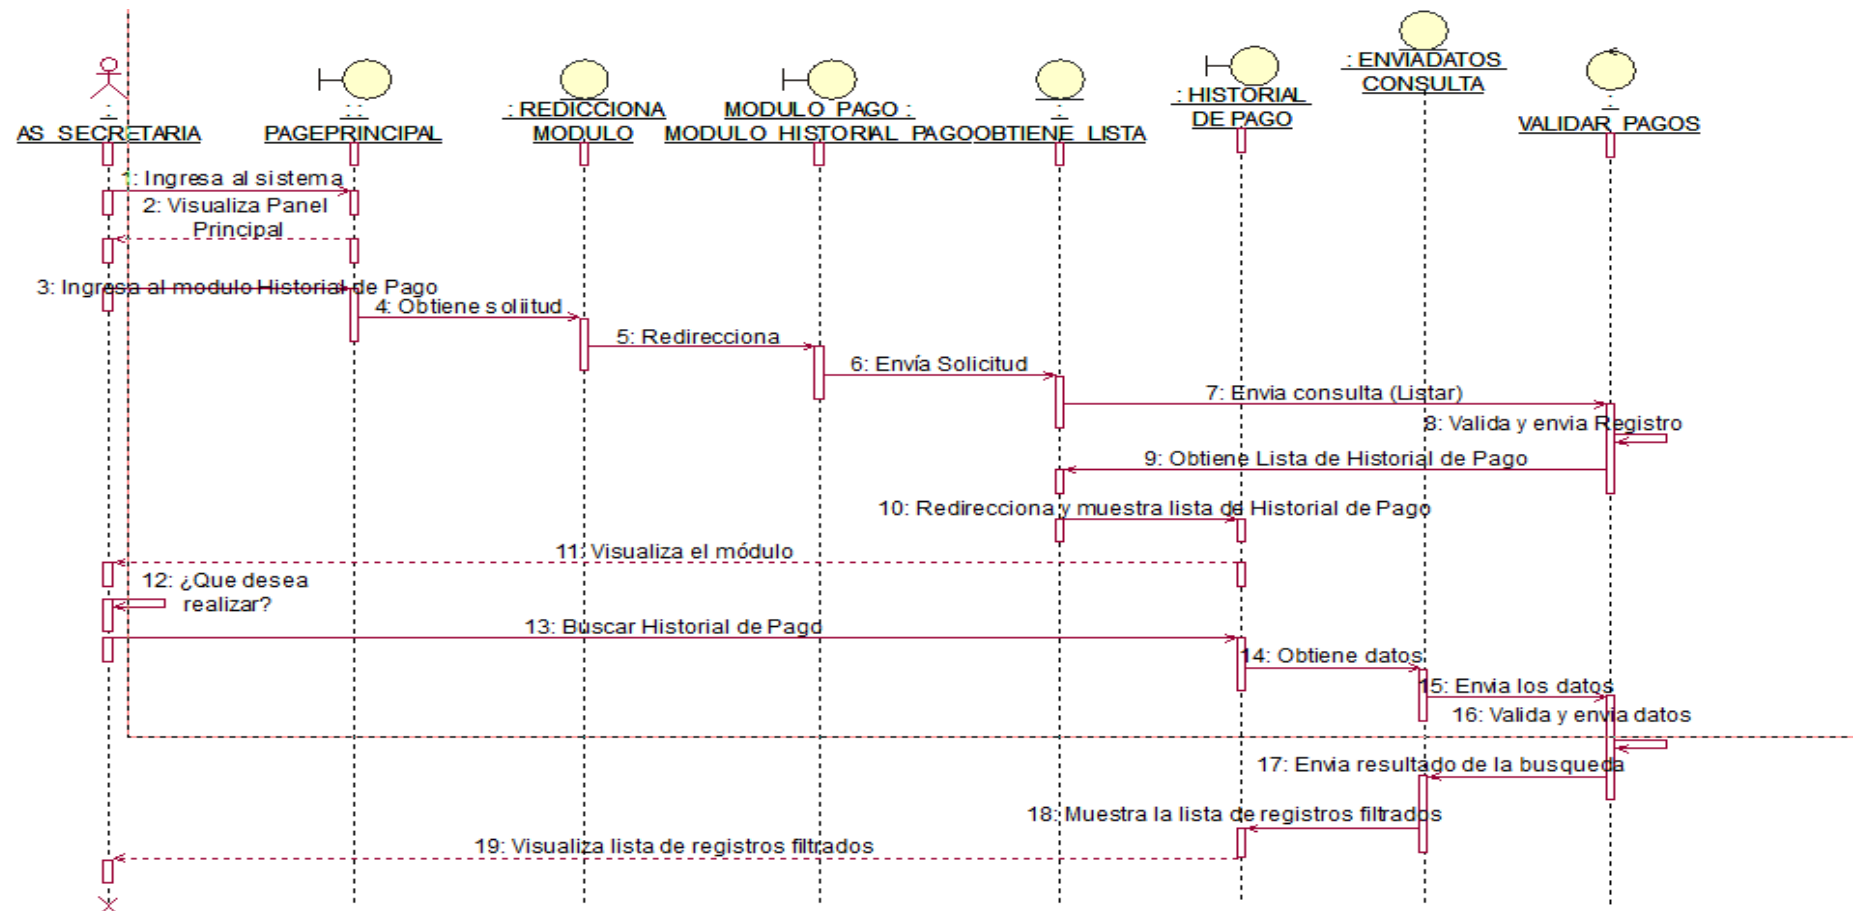 : ENVIADATOS
CONSULTA
:
AS_SECRETARIA
: :
PAGEPRINCIPAL
: REDICCIONA
MODULO
MODULO_PAGO :
MODULO_HISTORIAL_PAGO
:
OBTIENE_LISTA
: HISTORIAL
DE PAGO
:
VALIDAR_PAGOS
1: Ingresa al sistema
2: Visualiza Panel
Principal
3: Ingresa al modulo Historial de Pago
4: Obtiene soliitud
5: Redirecciona
6: Envía Solicitud
7: Envia consulta (Listar)
8: Valida y envia Registro
9: Obtiene Lista de Historial de Pago
10: Redirecciona y muestra lista de Historial de Pago
11: Visualiza el módulo
12: ¿Que desea
realizar?
13: Buscar Historial de Pago
14: Obtiene datos
15: Envia los datos
16: Valida y envia datos
17: Envia resultado de la busqueda
18: Muestra la lista de registros filtrados
19: Visualiza lista de registros filtrados